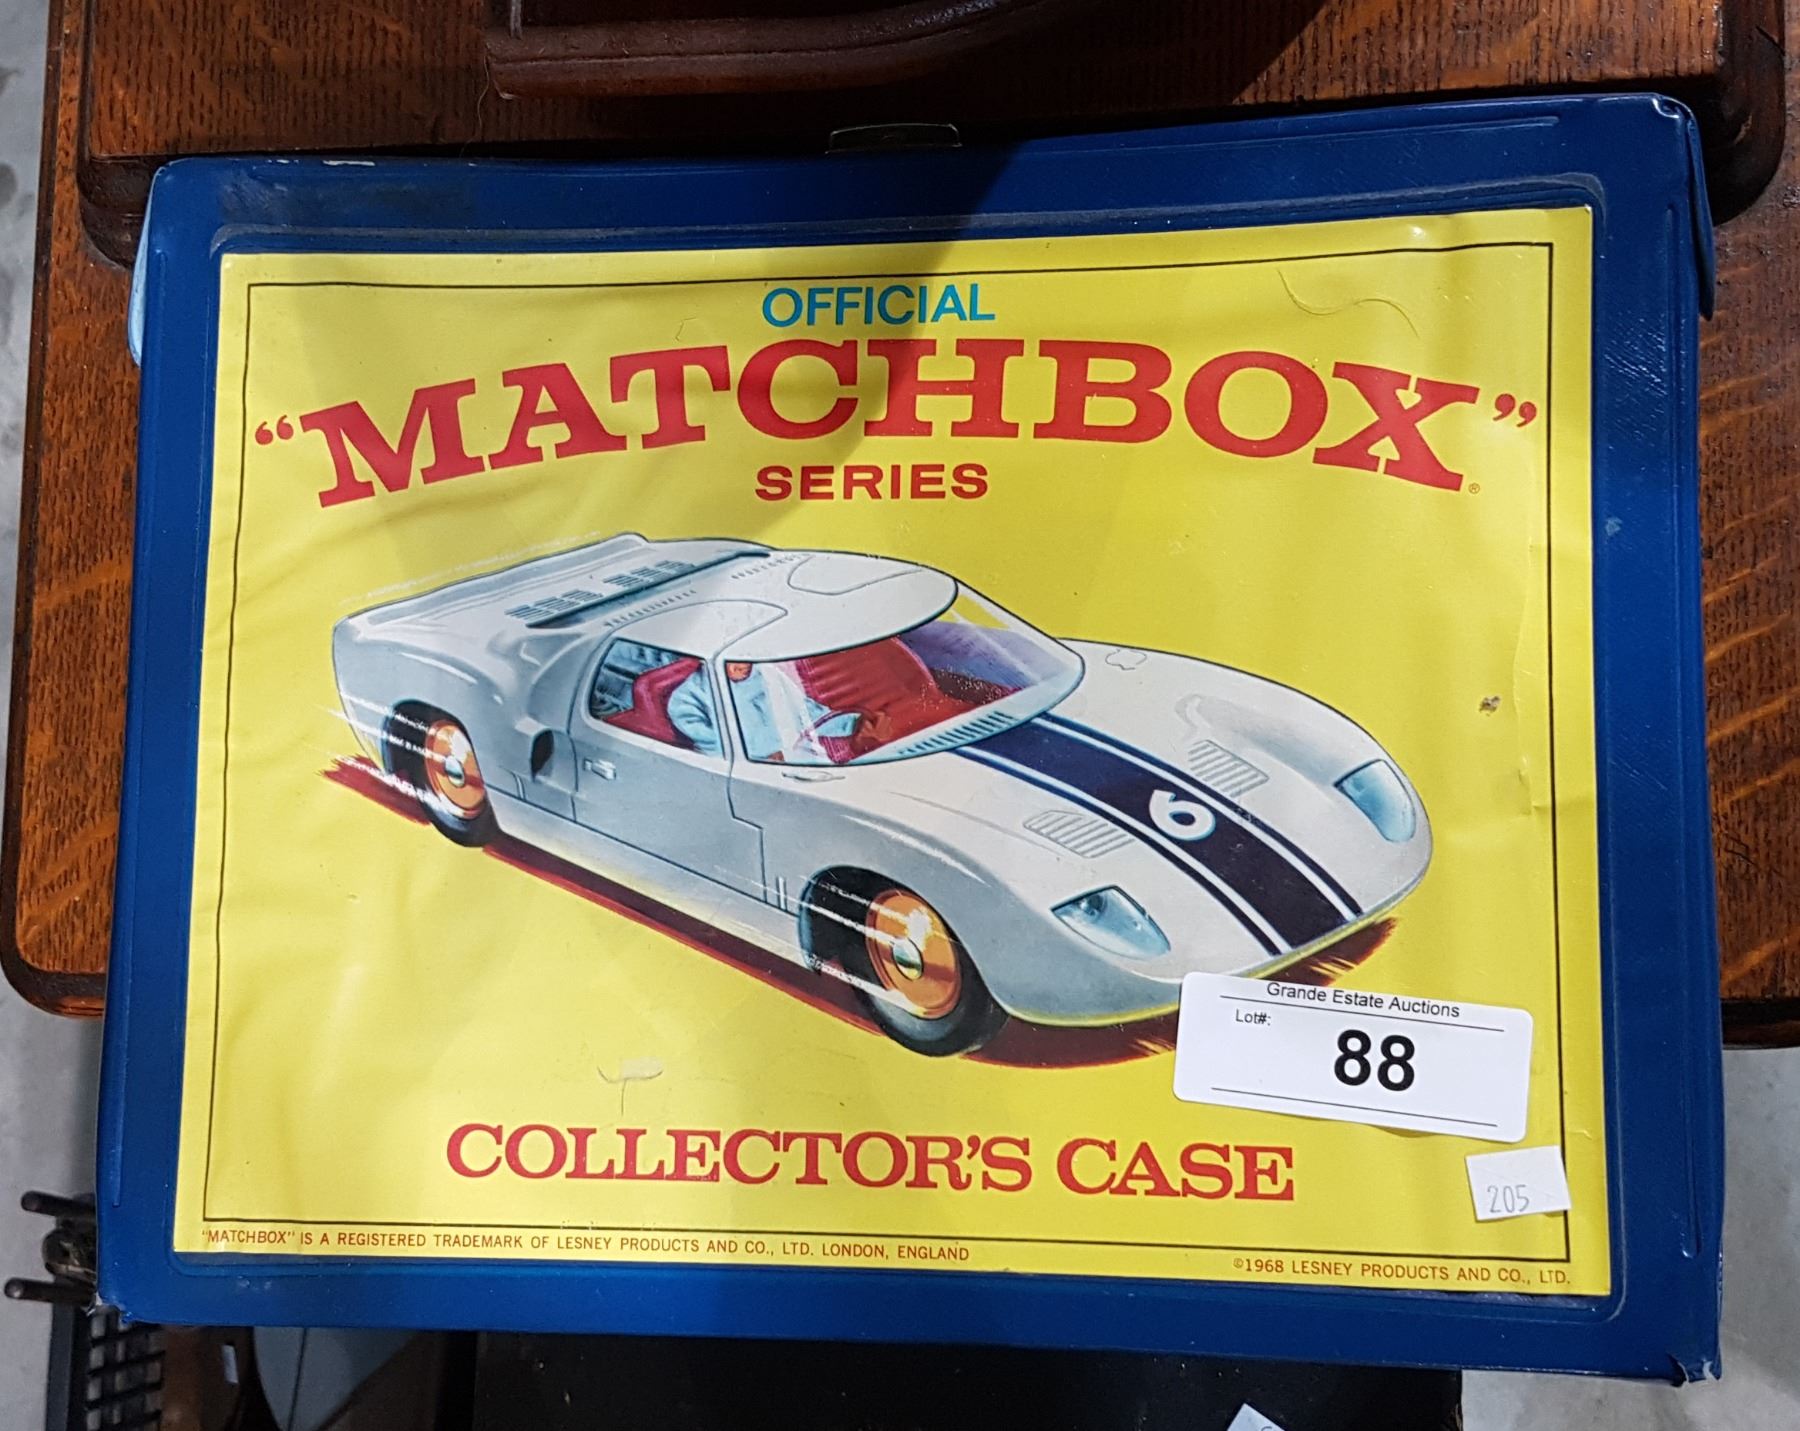 OFFICIAL
“MATCHBOX”®
SERIES
6
Grande Estate Auctions
Lot#:
88
COLLECTOR'S CASE
205
"MATCHBOX" IS A REGISTERED TRADEMARK OF LESNEY PRODUCTS AND CO., LTD. LONDON, ENGLAND
©1968 LESNEY PRODUCTS AND CO., LTD.